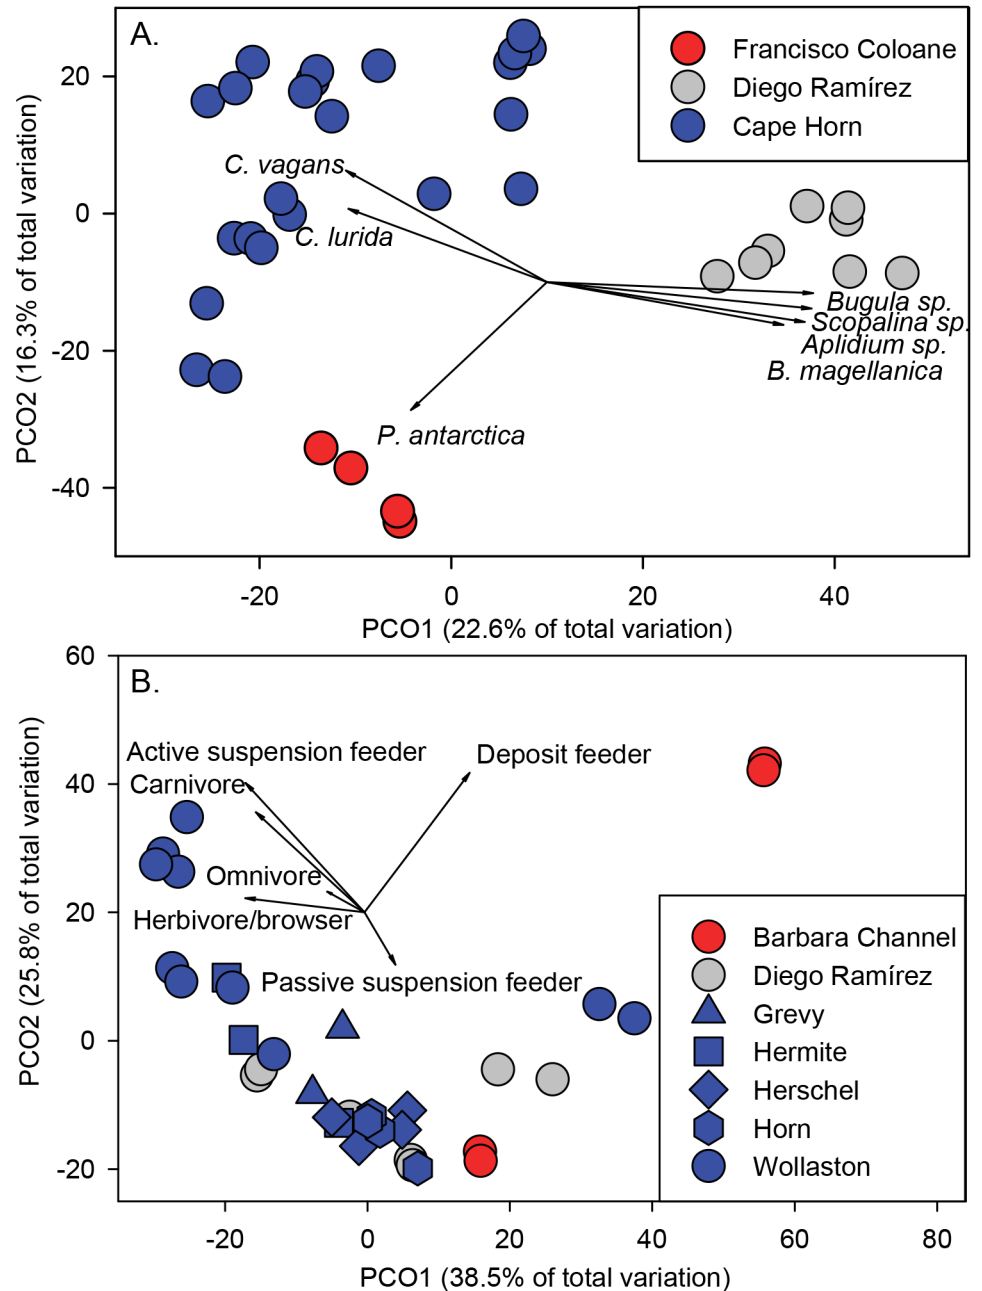 A.
Francisco Coloane
Diego Ramírez
Cape Horn
C. vagans
C. lurida
Bugula sp.
Scopalina sp.
Aplidium sp.
B. magellanica
P. antarctica
20
0
-20
-40
PCO2 (16.3% of total variation)
-20
0
20
40
PCO1 (22.6% of total variation)
B.
Active suspension feeder
Deposit feeder
Carnivore
Omnivore
Herbivore/browser
Passive suspension feeder
Barbara Channel
Diego Ramírez
Grevy
Hermite
Herschel
Horn
Wollaston
60
40
20
0
-20
PCO2 (25.8% of total variation)
-20
0
20
40
60
80
PCO1 (38.5% of total variation)